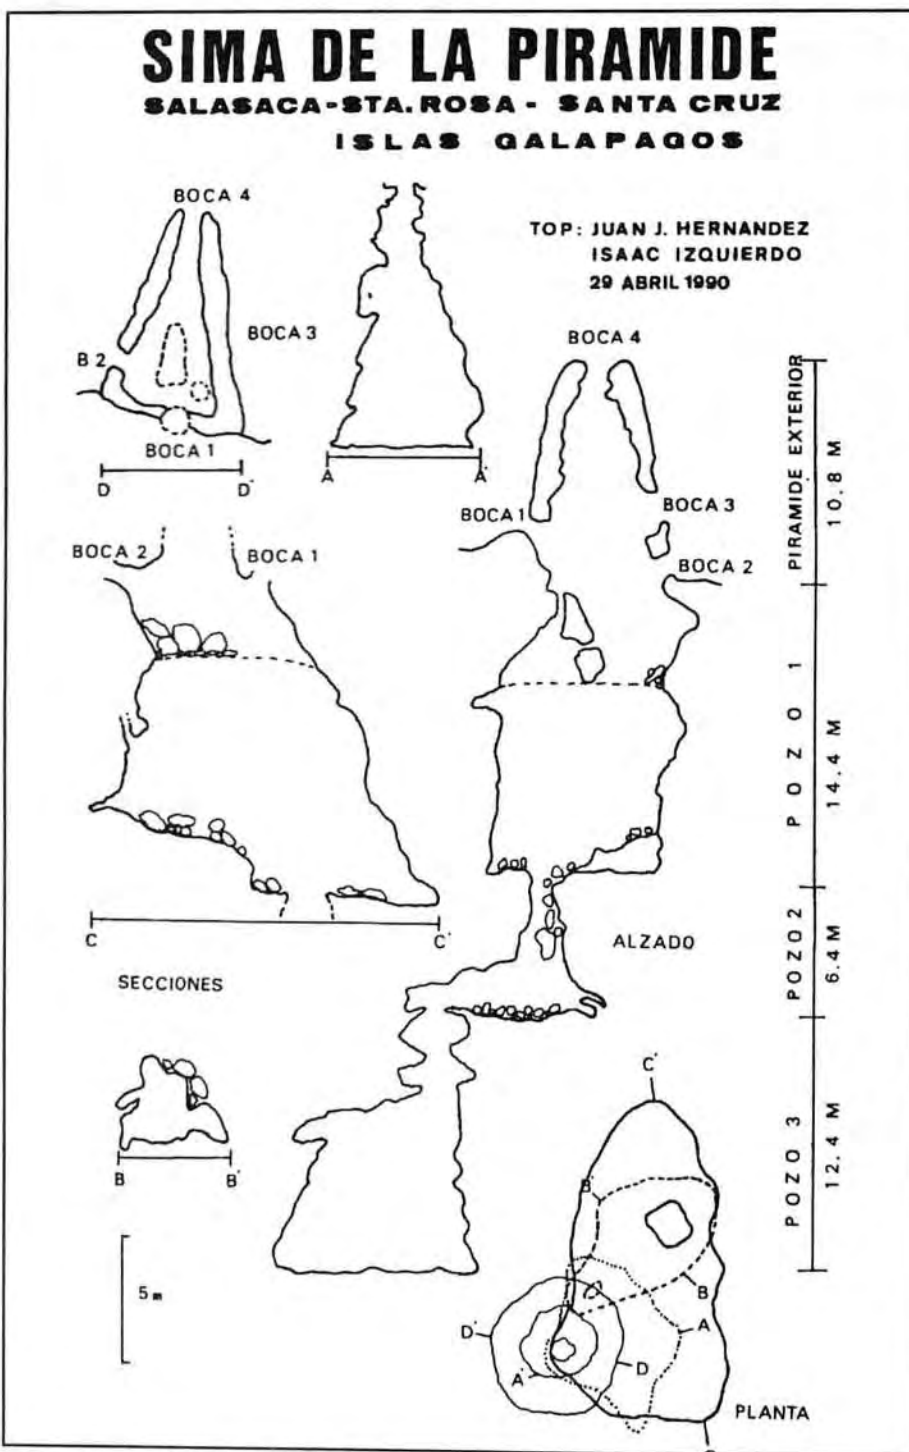 SIMA DE LA PIRAMIDE
SALASACA-STA. ROSA - SANTA CRUZ
ISLAS GALAPAGOS
TOP: JUAN J. HERNANDEZ
ISAAC IZQUIERDO
29 ABRIL 1990
BOCA 4
BOCA 3
B 2
BOCA 1
D D'
A A'
BOCA 4
BOCA 1
BOCA 3
BOCA 2
BOCA 2
BOCA 1
C C'
SECCIONES
B B'
5 m
ALZADO
PIRAMIDE EXTERIOR
10.8 M
POZO 1
14.4 M
POZO 2
6.4 M
POZO 3
12.4 M
C'
B'
B
A
D'
D
A'
PLANTA